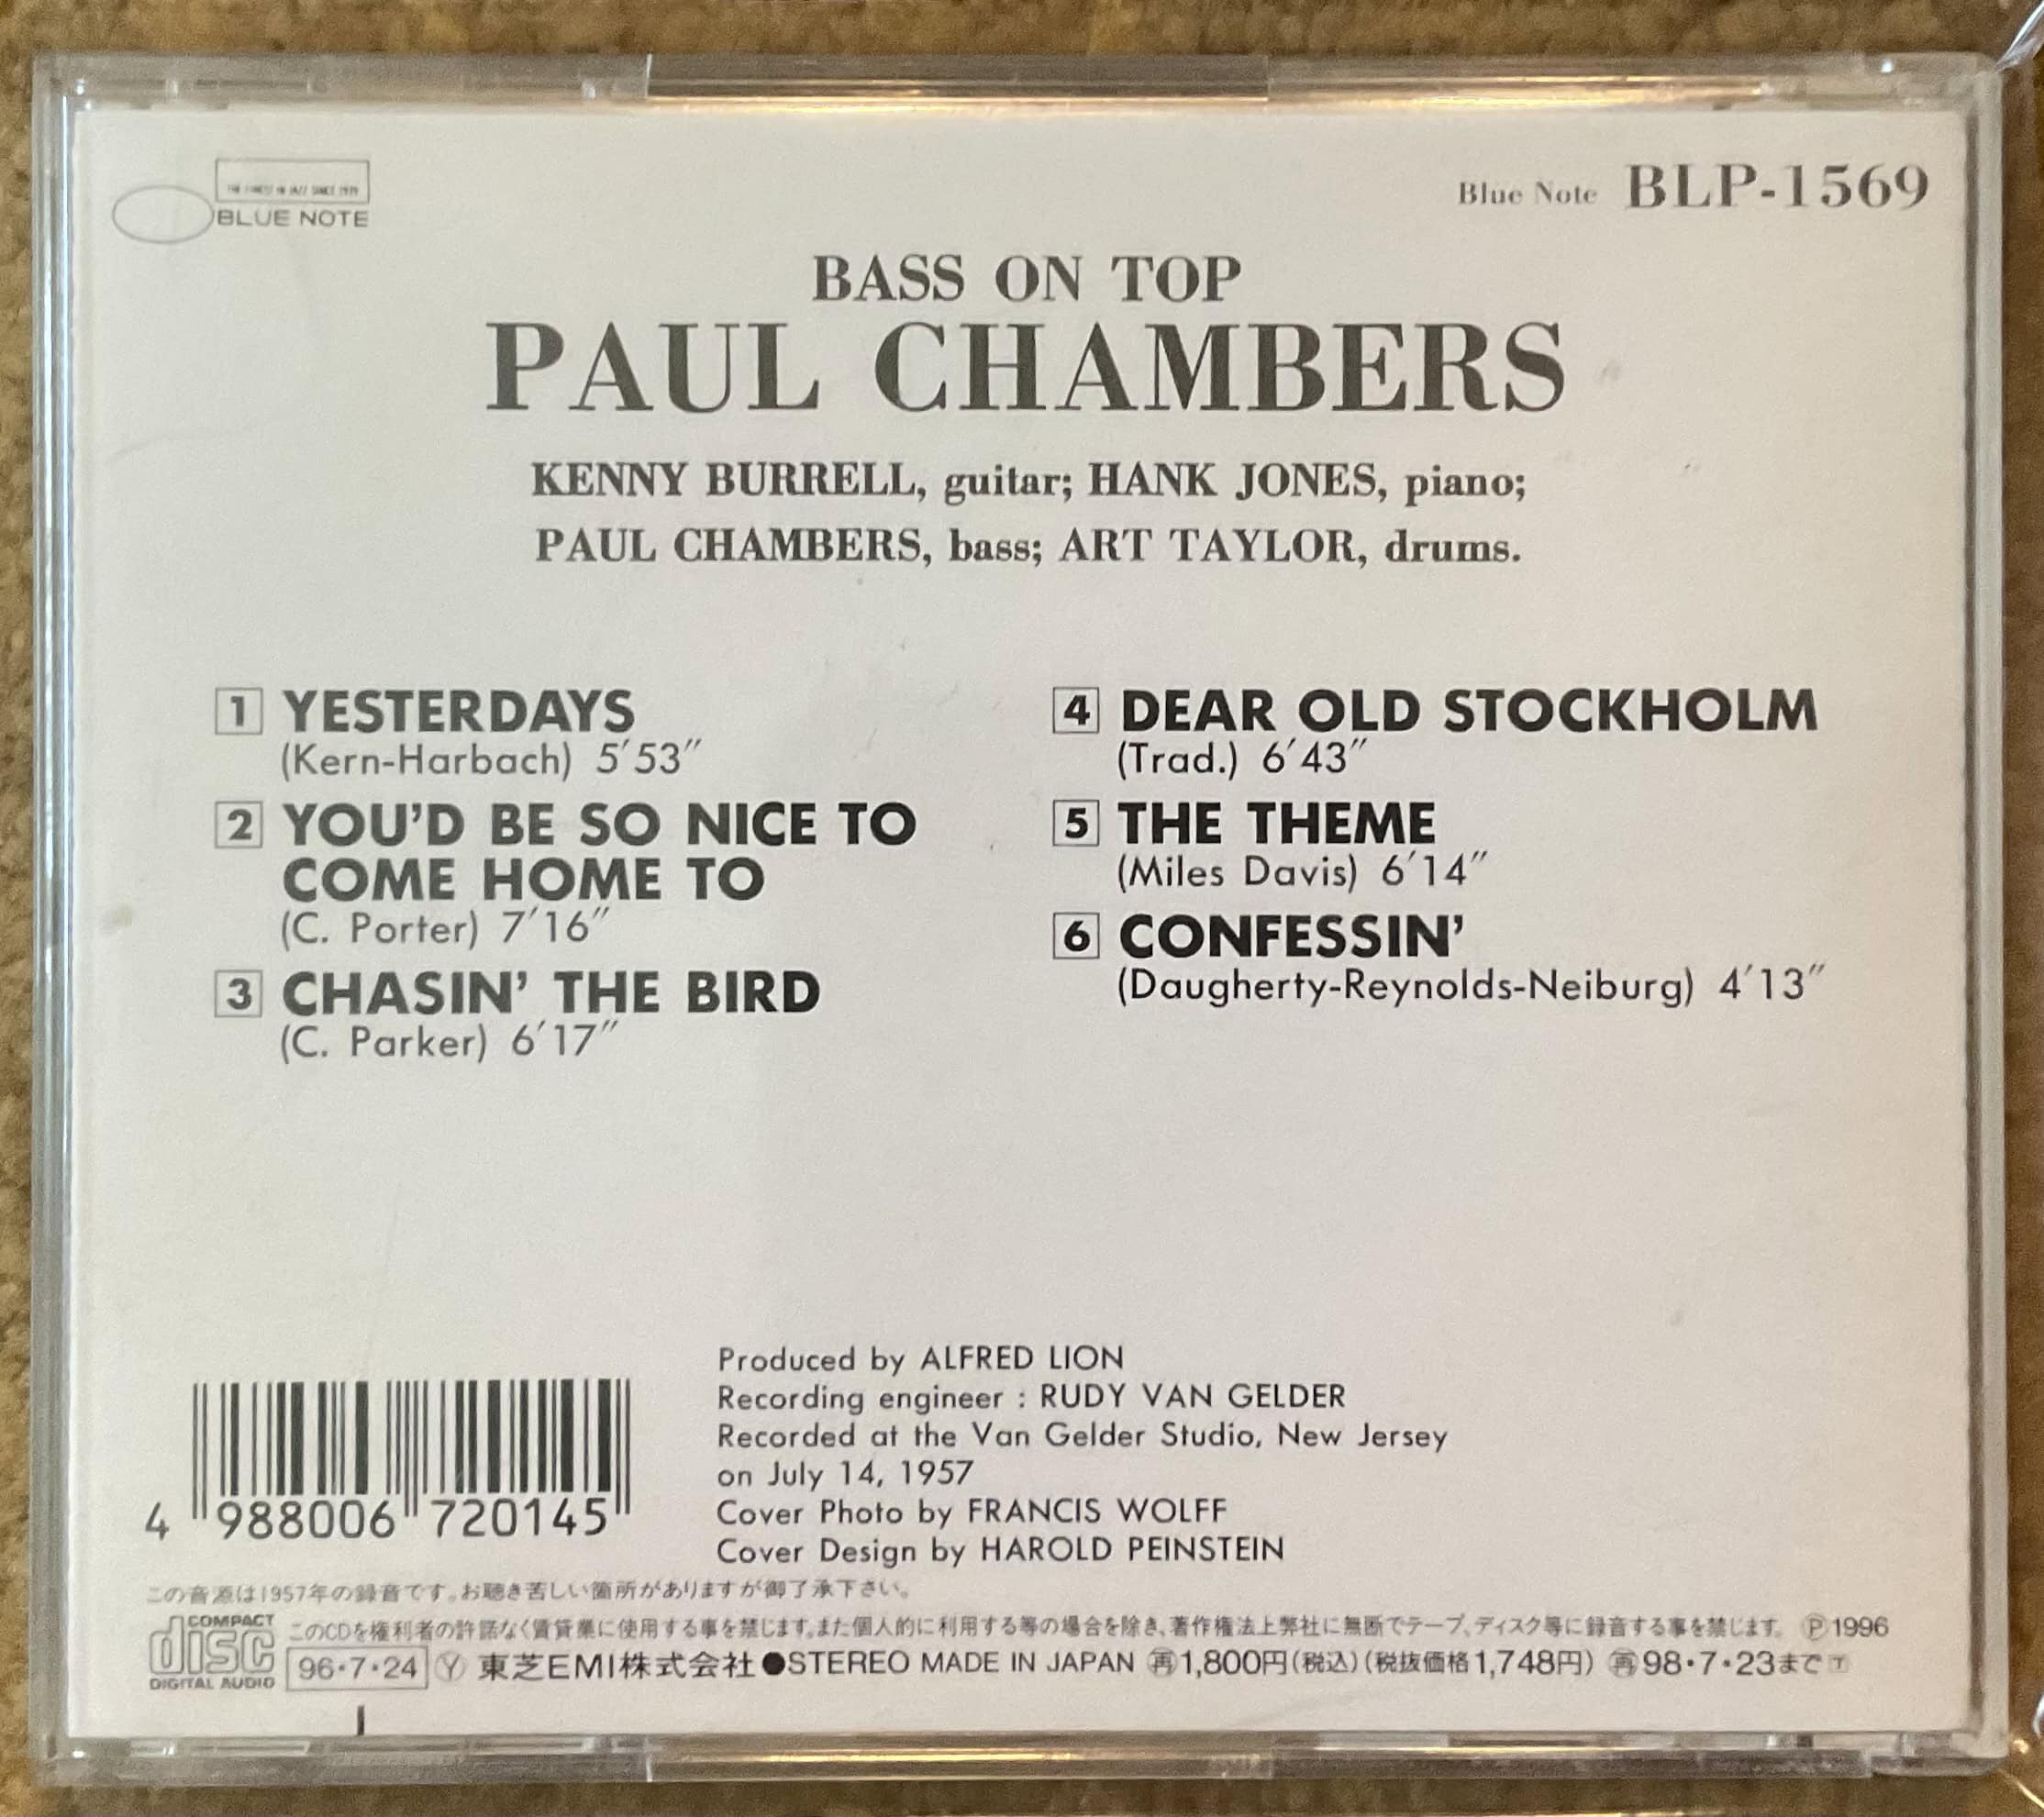 THE FINEST IN JAZZ SINCE 1939
BLUE NOTE
Blue Note BLP-1569
BASS ON TOP
PAUL CHAMBERS
KENNY BURRELL, guitar; HANK JONES, piano;
PAUL CHAMBERS, bass; ART TAYLOR, drums.
1 YESTERDAYS
(Kern-Harbach) 5′53″
2 YOU'D BE SO NICE TO
COME HOME TO
(C. Porter) 7′16″
3 CHASIN' THE BIRD
(C. Parker) 6′17″
4 DEAR OLD STOCKHOLM
(Trad.) 6′43″
5 THE THEME
(Miles Davis) 6′14″
6 CONFESSIN'
(Daugherty-Reynolds-Neiburg) 4′13″
Produced by ALFRED LION
Recording engineer : RUDY VAN GELDER
Recorded at the Van Gelder Studio, New Jersey
on July 14, 1957
Cover Photo by FRANCIS WOLFF
Cover Design by HAROLD PEINSTEIN
4 988006 720145
この音源は1957年の録音です。お聴き苦しい箇所がありますが御了承下さい。
COMPACT
disc
DIGITAL AUDIO
このCDを権利者の許諾なく賃貸業に使用する事を禁じます。また個人的に利用する等の場合を除き、著作権法上弊社に無断でテープ、ディスク等に録音する事を禁じます。 Ⓟ1996
96・7・24 Ⓨ 東芝EMI株式会社 ●STEREO MADE IN JAPAN 再1,800円(税込)(税抜価格1,748円) 再98・7・23まで T